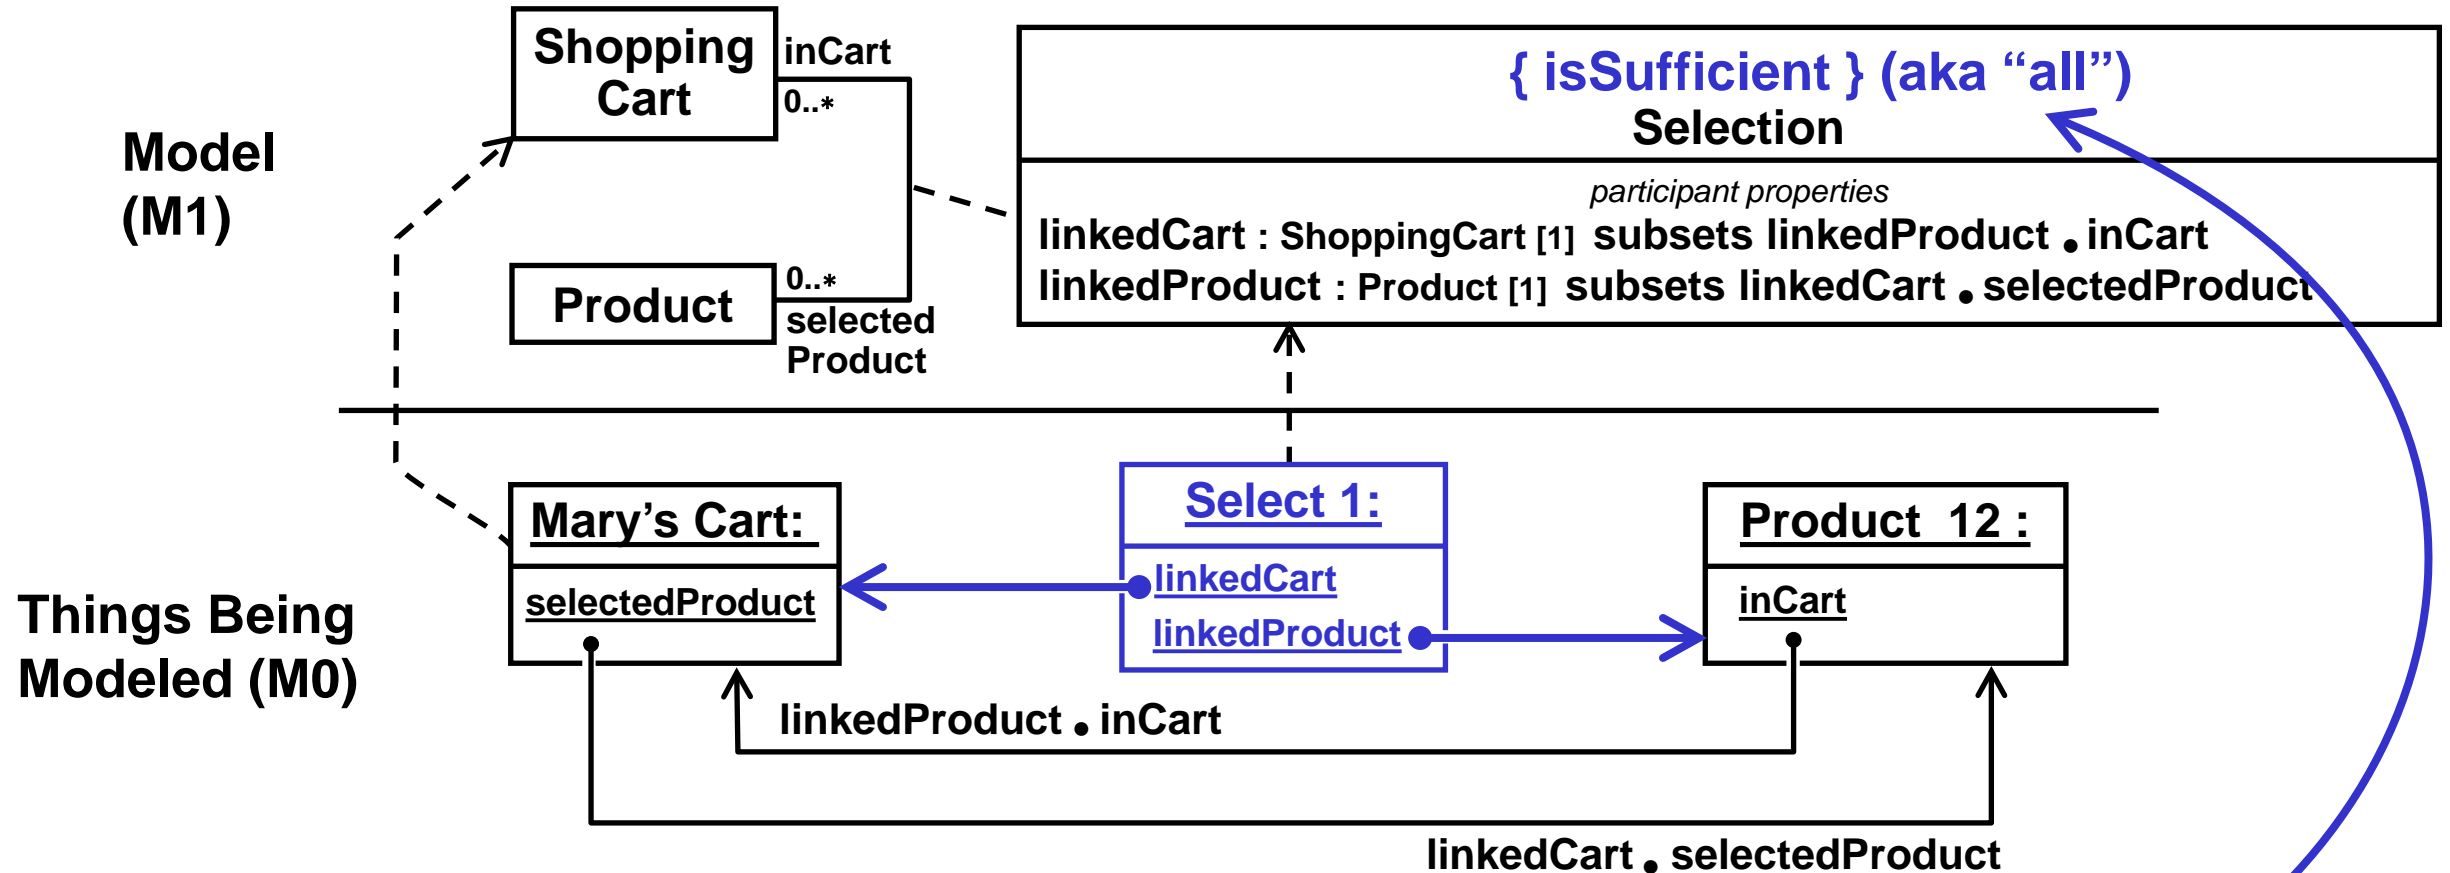 Shopping
Cart
inCart
0..*
{ isSufficient } (aka “all”)
Selection
Model
(M1)
participant properties
linkedCart : ShoppingCart [1] subsets linkedProduct . inCart
linkedProduct : Product [1] subsets linkedCart . selectedProduct
Product
0..*
selected
Product
Mary’s Cart:
selectedProduct
Select 1:
linkedCart
linkedProduct
Product 12 :
inCart
Things Being
Modeled (M0)
linkedProduct . inCart
linkedCart . selectedProduct